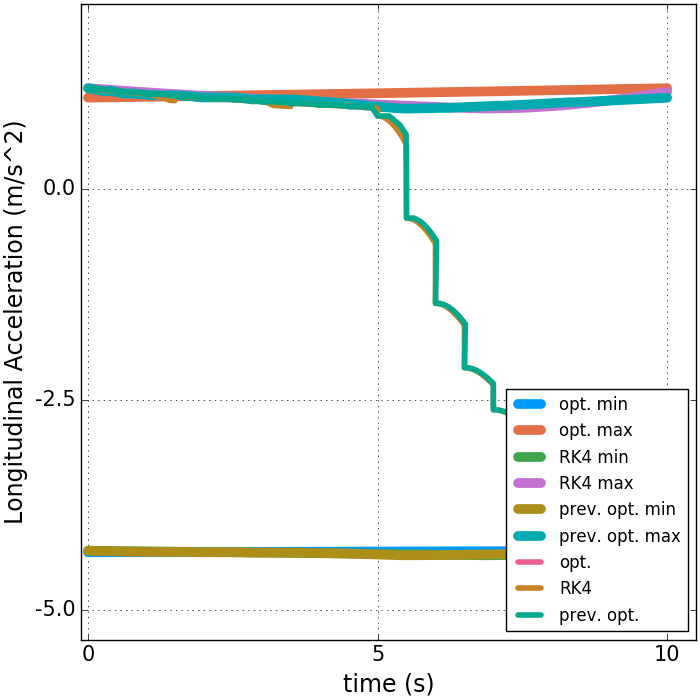 Longitudinal Acceleration (m/s^2)
0.0
-2.5
-5.0
0
5
10
time (s)
opt. min
opt. max
RK4 min
RK4 max
prev. opt. min
prev. opt. max
opt.
RK4
prev. opt.